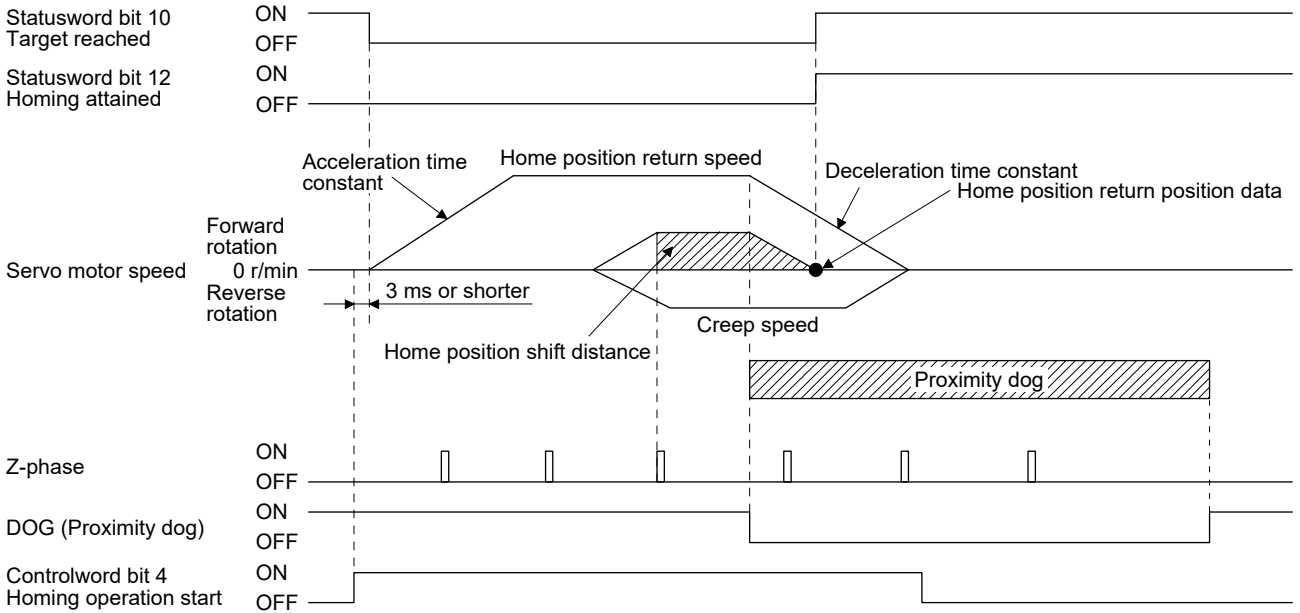 Statusword bit 10
Target reached
ON
OFF
Statusword bit 12
Homing attained
ON
OFF
Acceleration time
constant
Home position return speed
Deceleration time constant
Home position return position data
Forward
rotation
Servo motor speed
0 r/min
Reverse
rotation
3 ms or shorter
Creep speed
Home position shift distance
Proximity dog
Z-phase
ON
OFF
DOG (Proximity dog)
ON
OFF
Controlword bit 4
Homing operation start
ON
OFF